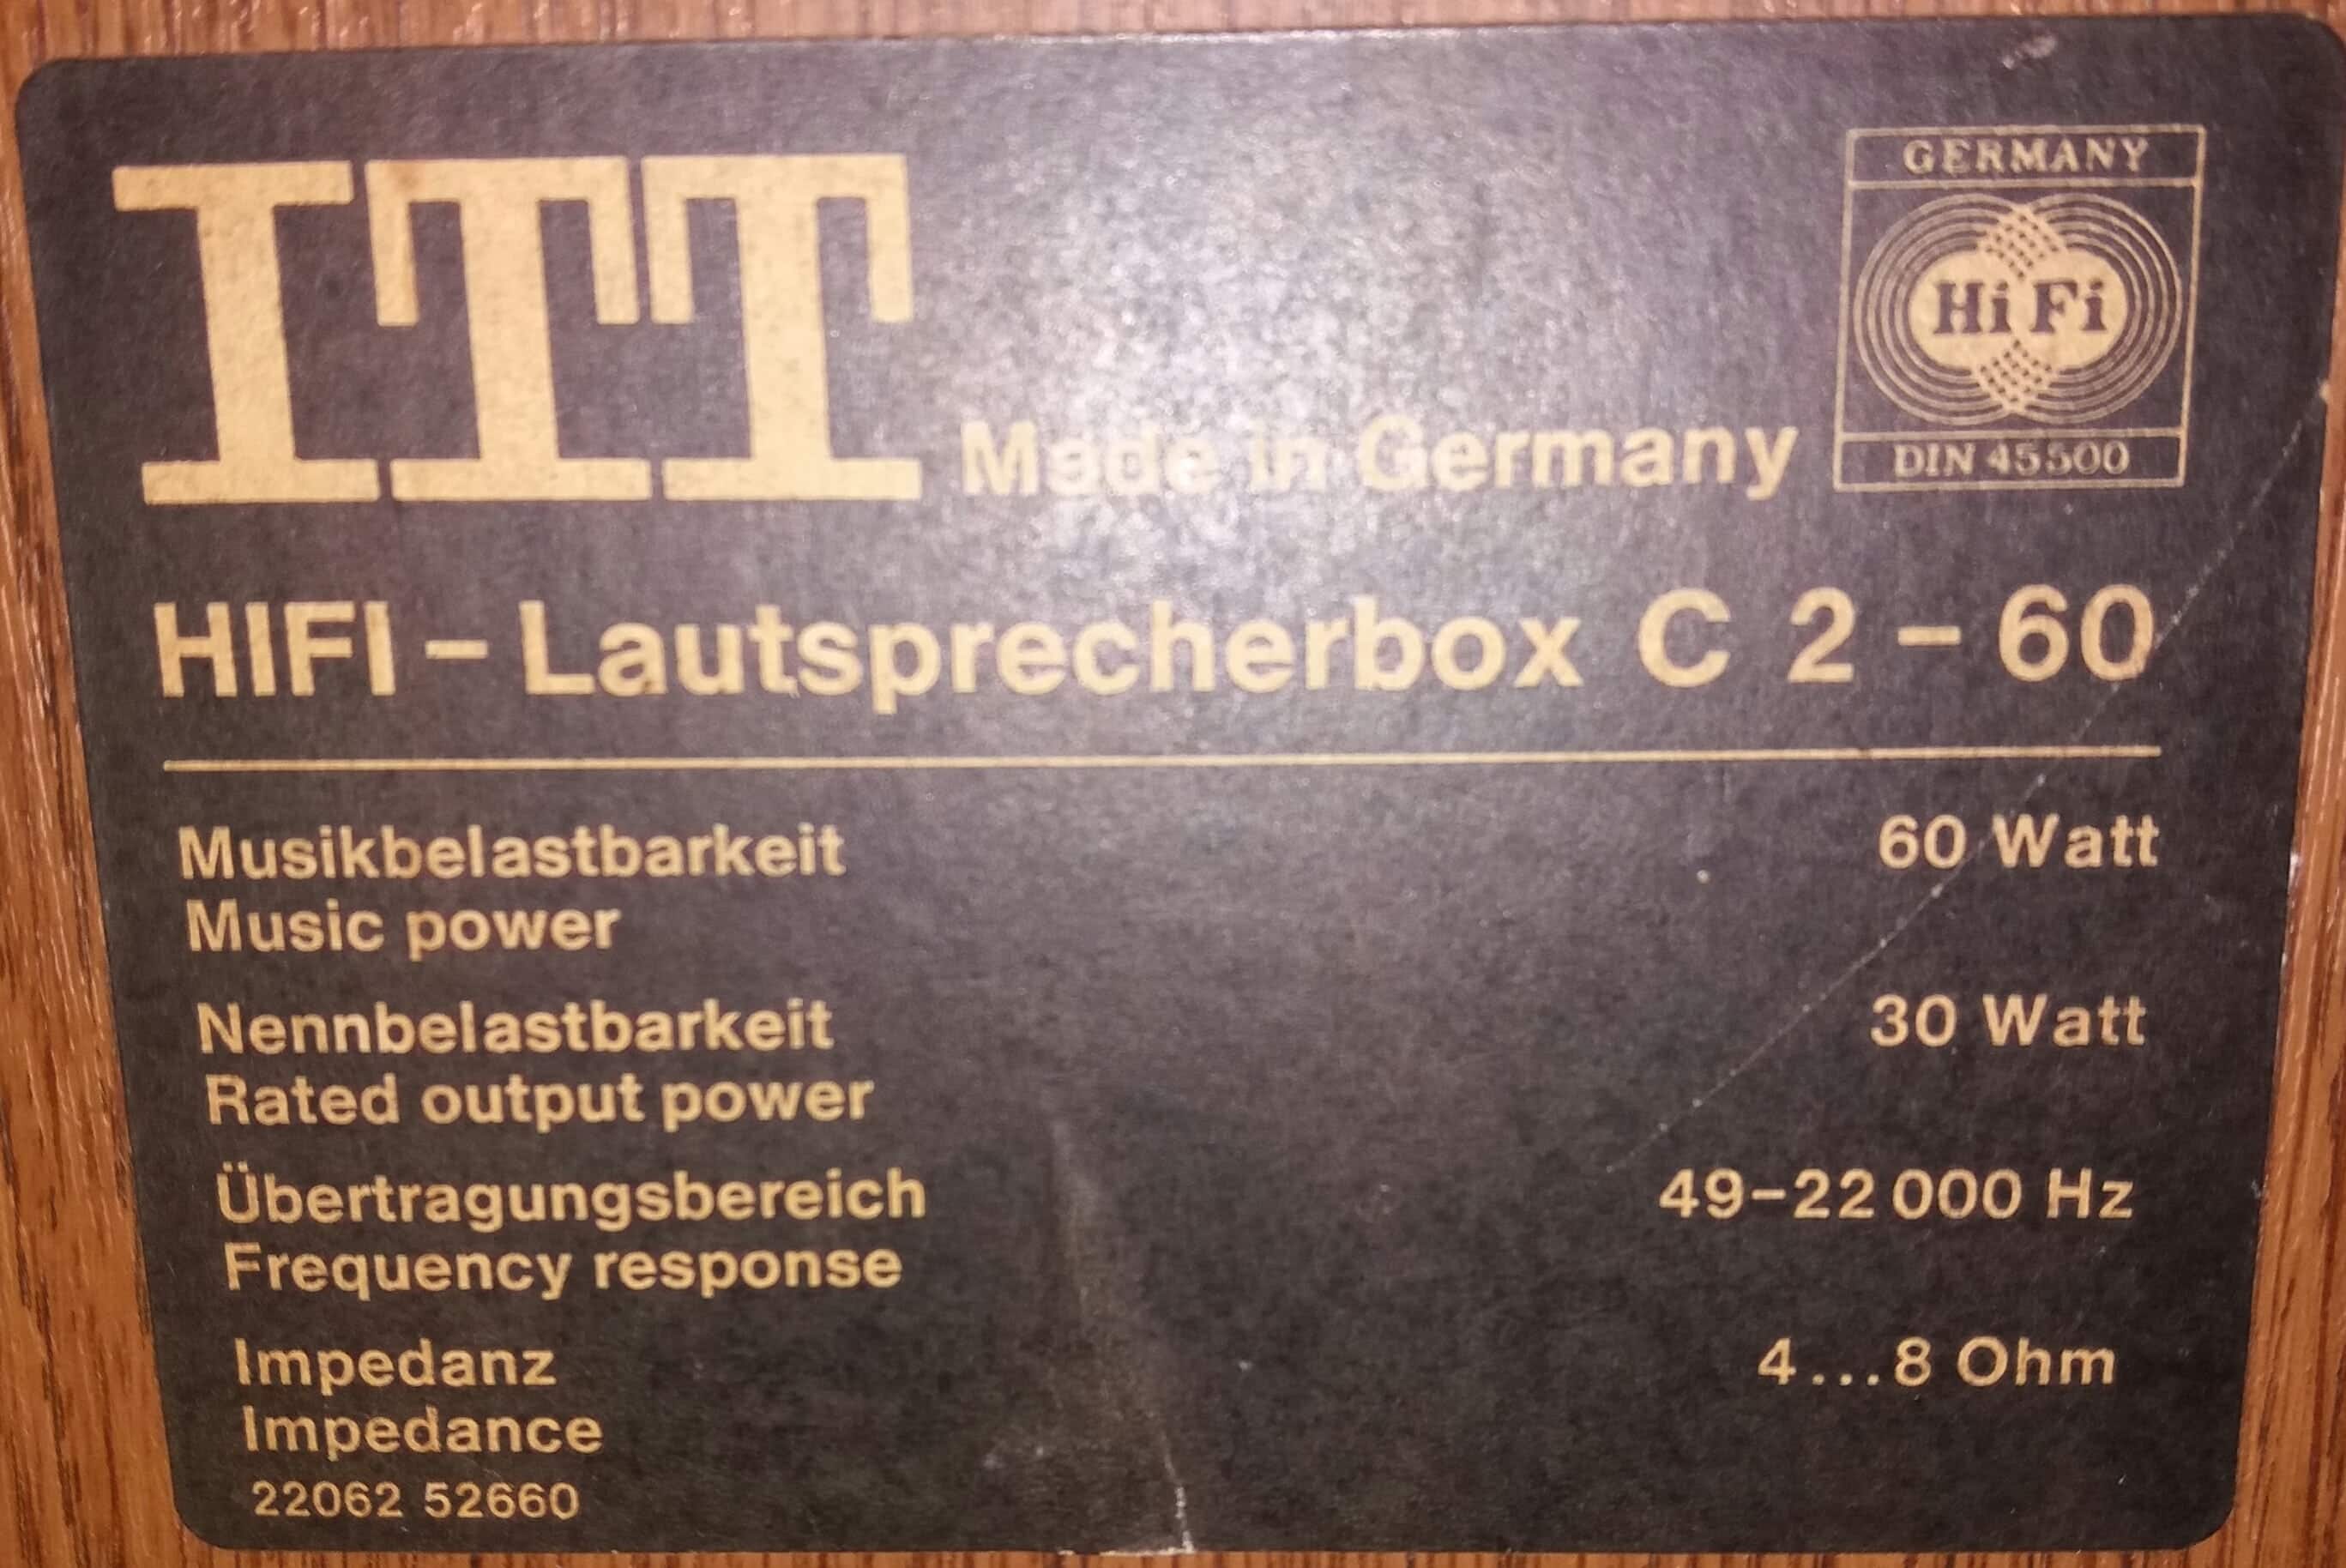 ITT Made in Germany
GERMANY
Hi Fi
DIN 45500
HIFI – Lautsprecherbox C 2 – 60
Musikbelastbarkeit 60 Watt
Music power
Nennbelastbarkeit 30 Watt
Rated output power
Übertragungsbereich 49–22 000 Hz
Frequency response
Impedanz 4...8 Ohm
Impedance
22062 52660